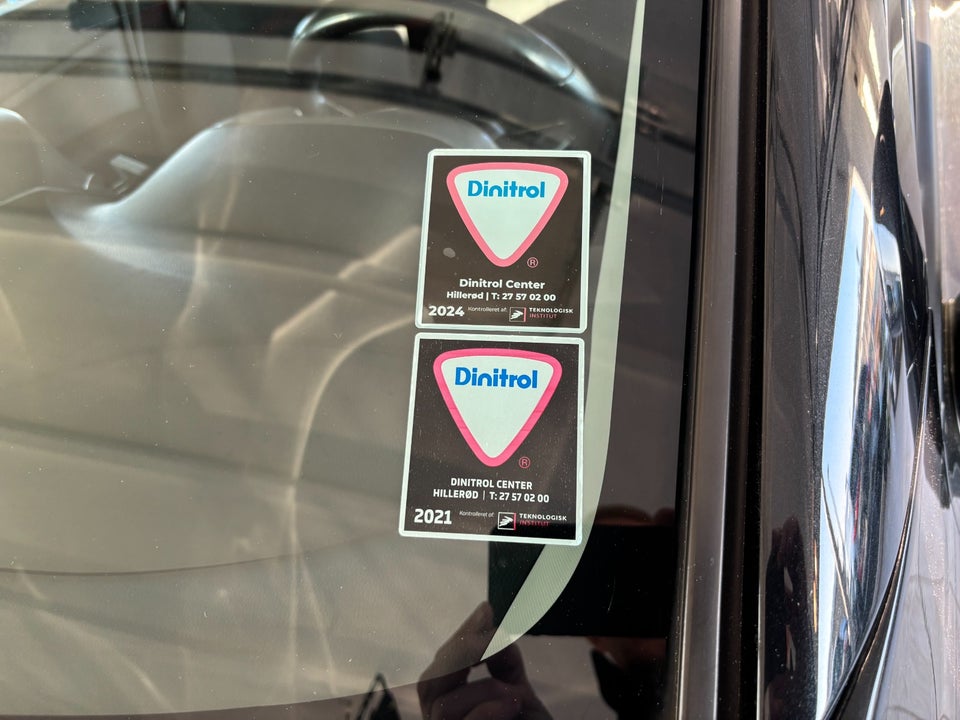 Dinitrol
®
Dinitrol Center
Hillerød | T: 27 57 02 00
2024 Kontrolleret af: TEKNOLOGISK
INSTITUT
Dinitrol
®
DINITROL CENTER
HILLERØD | T: 27 57 02 00
2021 Kontrolleret af: TEKNOLOGISK
INSTITUT